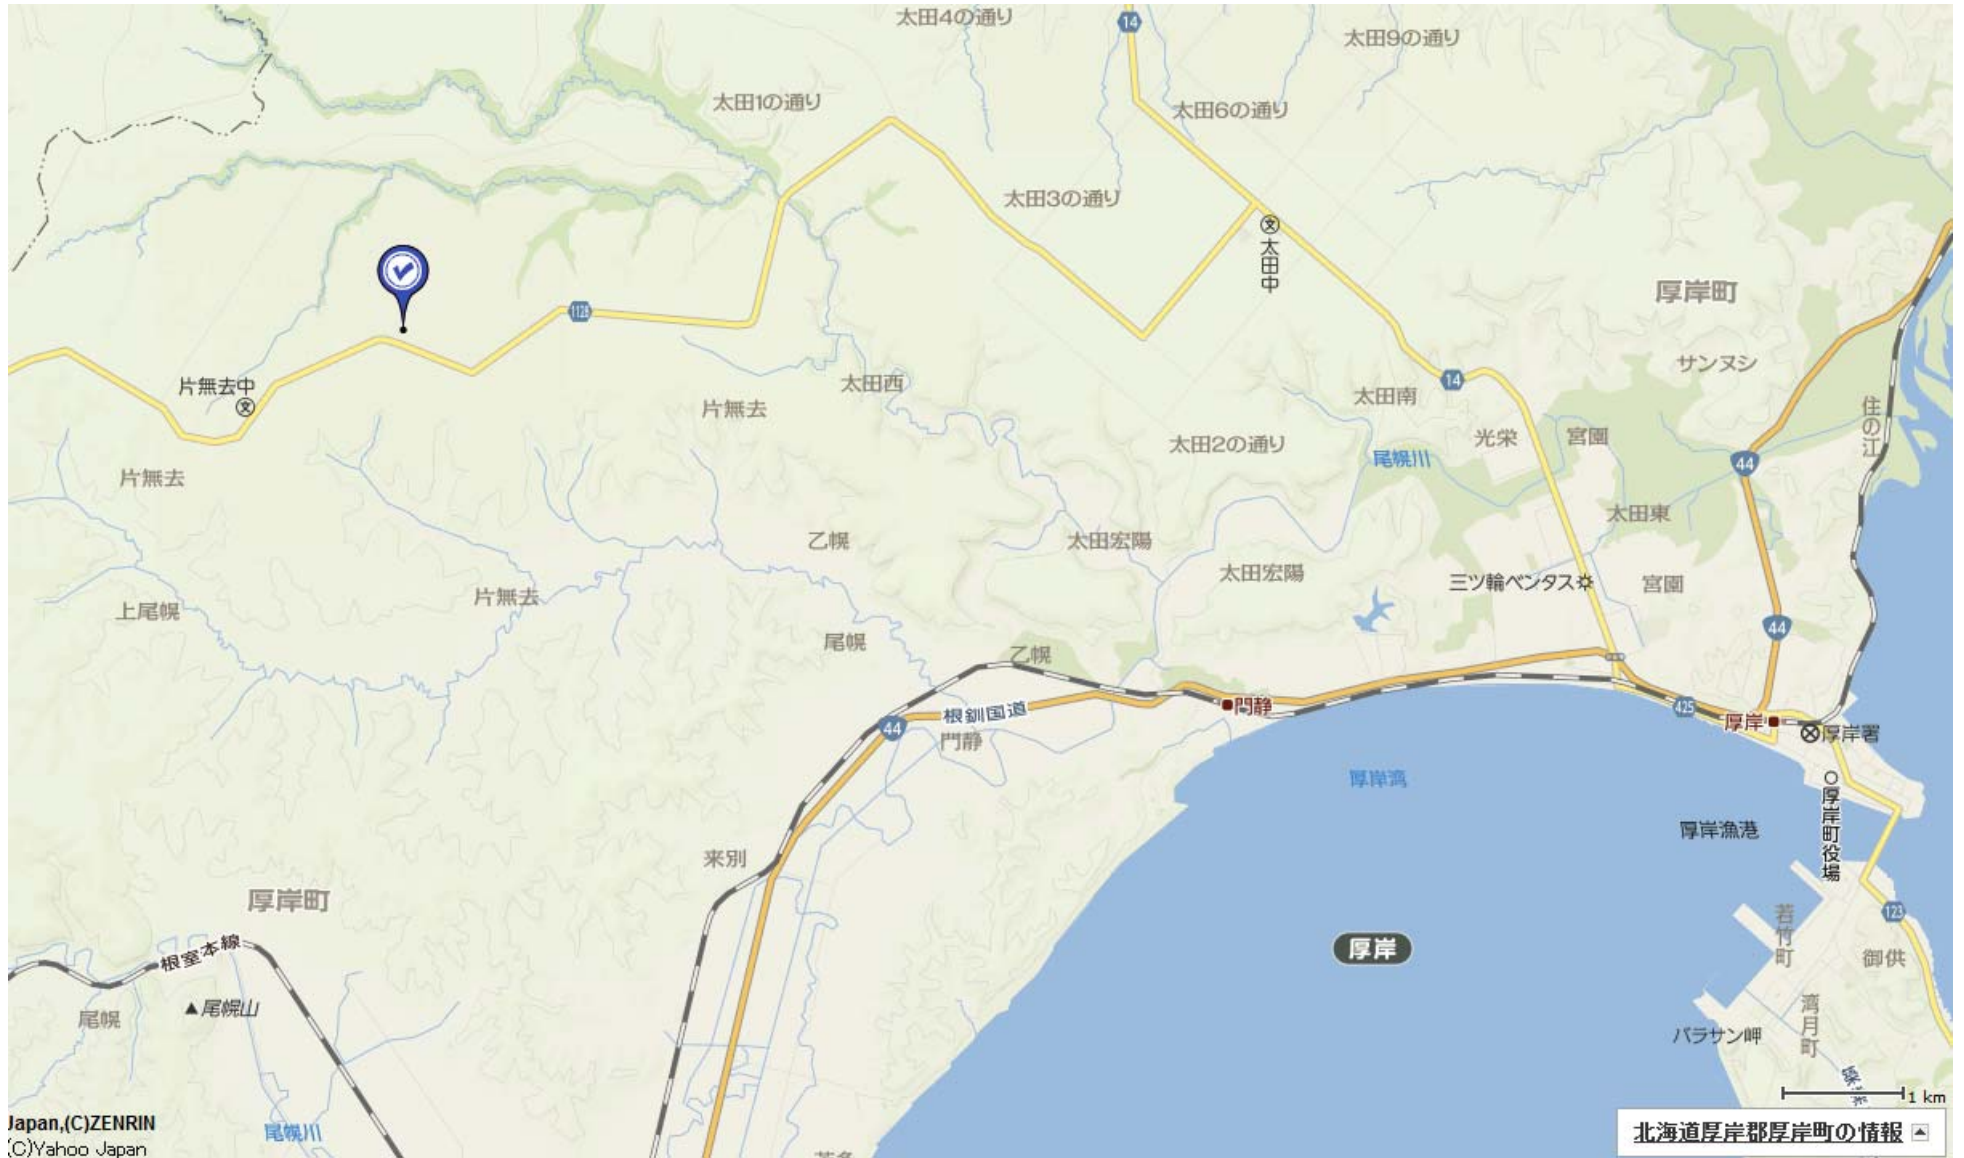 太田4の通り
14
太田9の通り
太田1の通り
太田6の通り
太田3の通り
太田中
厚岸町
1128
サンヌシ
片無去中
文
太田西
14
太田南
片無去
住の江
光栄
宮園
太田2の通り
尾幌川
44
片無去
太田東
乙幌
太田宏陽
太田宏陽
三ツ輪ベンタス
宮園
片無去
上尾幌
44
尾幌
乙幌
門静
根釧国道
425
厚岸
44
門静
厚岸署
厚岸湾
厚岸町役場
厚岸漁港
来別
厚岸町
123
若竹町
根室本線
厚岸
御供
尾幌山
尾幌
湾月町
バラサン岬
1 km
Japan,(C)ZENRIN
尾幌川
北海道厚岸郡厚岸町の情報
(C)Yahoo Japan